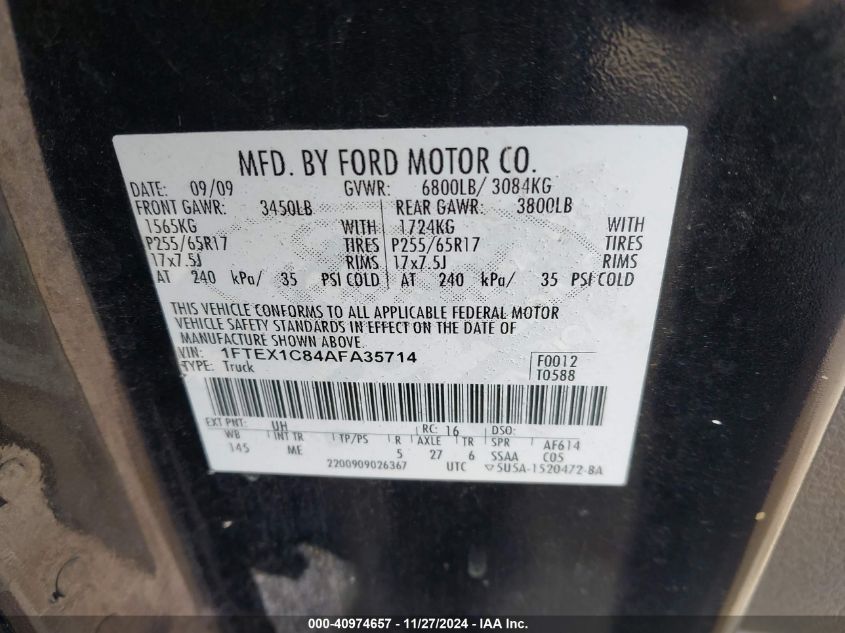 MFD. BY FORD MOTOR CO.
DATE: 09/09 GVWR: 6800LB/ 3084KG
FRONT GAWR: 3450LB REAR GAWR: 3800LB
1565KG WITH 1724KG WITH
P255/65R17 TIRES P255/65R17 TIRES
17x7.5J RIMS 17x7.5J RIMS
AT 240 kPa/ 35 PSI COLD AT 240 kPa/ 35 PSI COLD
THIS VEHICLE CONFORMS TO ALL APPLICABLE FEDERAL MOTOR
VEHICLE SAFETY STANDARDS IN EFFECT ON THE DATE OF
MANUFACTURE SHOWN ABOVE.
VIN: 1FTEX1C84AFA35714 F0012
TYPE: Truck T0588
EXT PNT: UH RC: 16 DSO:
WB INT TR TP/PS R AXLE TR SPR AF614
145 ME 5 27 6 SSAA C05
2200909026367 UTC ▽5U5A-1520472-BA
000-40974657 - 11/27/2024 - IAA Inc.